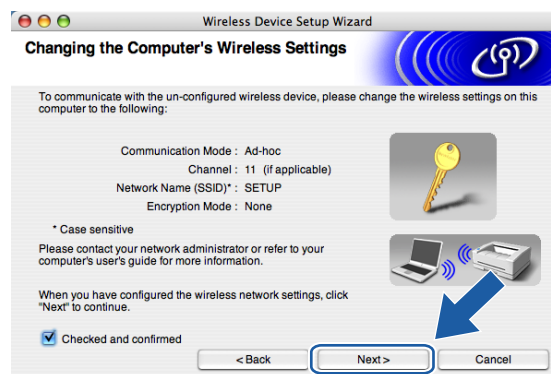 Wireless Device Setup Wizard
Changing the Computer's Wireless Settings
To communicate with the un-configured wireless device, please change the wireless settings on this
computer to the following:
Communication Mode : Ad-hoc
Channel : 11 (if applicable)
Network Name (SSID)* : SETUP
Encryption Mode : None
* Case sensitive
Please contact your network administrator or refer to your
computer's user's guide for more information.
When you have configured the wireless network settings, click
"Next" to continue.
Checked and confirmed
< Back Next > Cancel